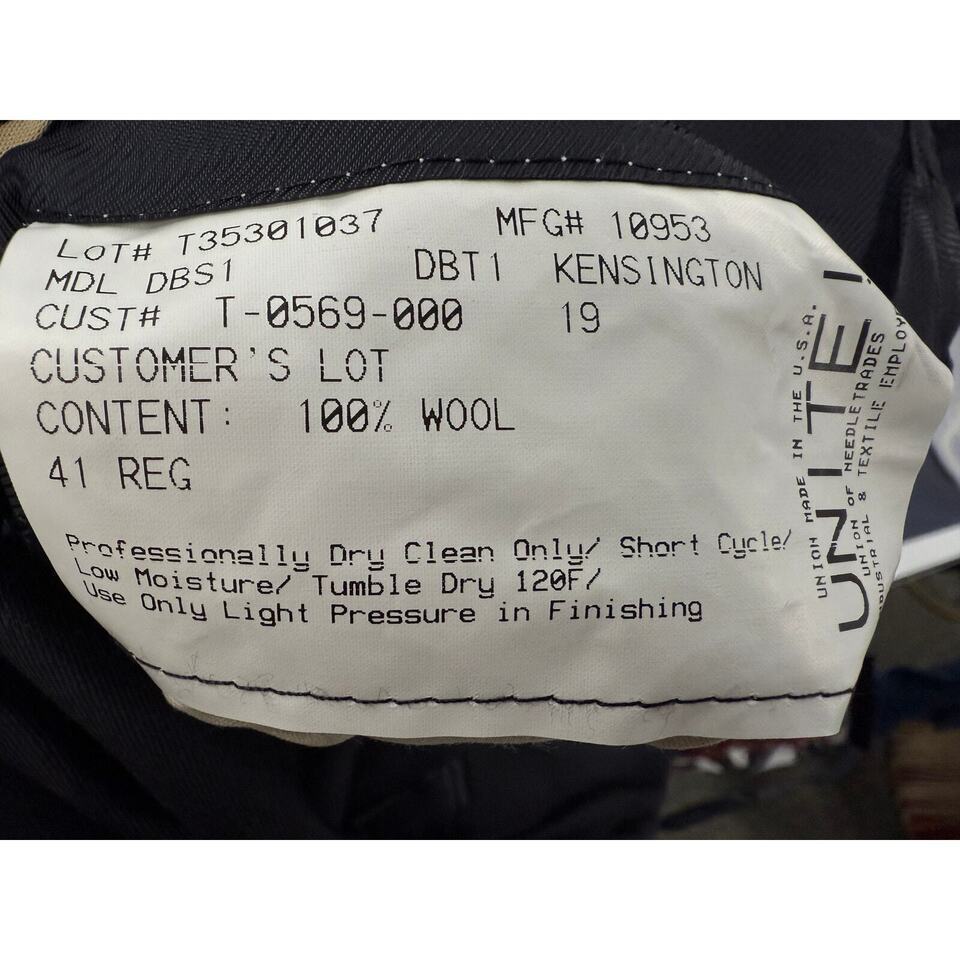 LOT# T35301037 MFG# 10953
MDL DBS1 DBT1 KENSINGTON
CUST# T-0569-000 19
CUSTOMER'S LOT
CONTENT: 100% WOOL
41 REG
Professionally Dry Clean Only/ Short Cycle/
Low Moisture/ Tumble Dry 120F/
Use Only Light Pressure in Finishing
UNION MADE IN THE U.S.A.
UNITE!
UNION OF NEEDLETRADES
& TEXTILE